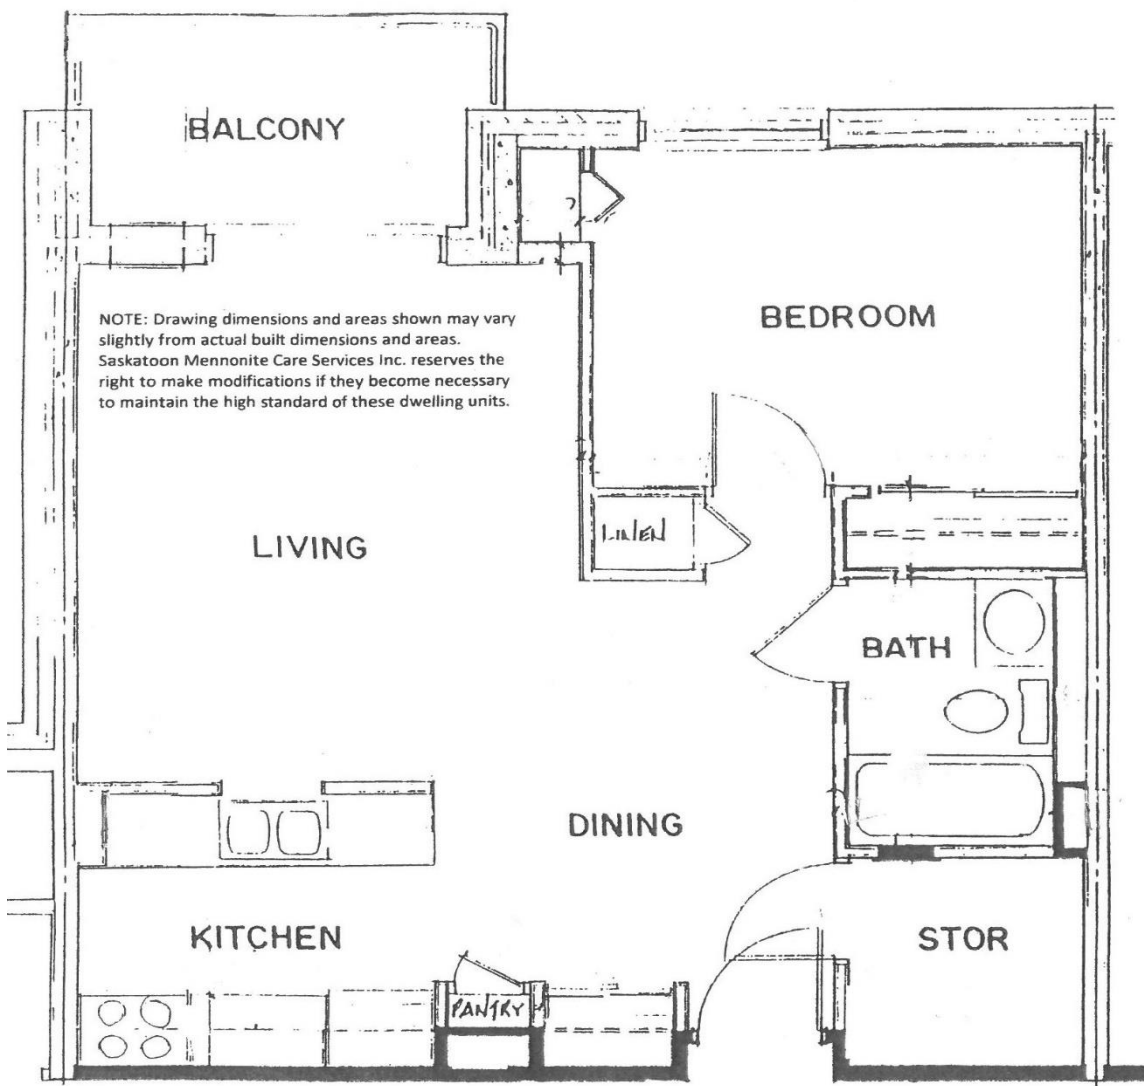 BALCONY
BEDROOM
NOTE: Drawing dimensions and areas shown may vary
slightly from actual built dimensions and areas.
Saskatoon Mennonite Care Services Inc. reserves the
right to make modifications if they become necessary
to maintain the high standard of these dwelling units.
LIVING
LINEN
BATH
DINING
KITCHEN
STOR
PANTRY